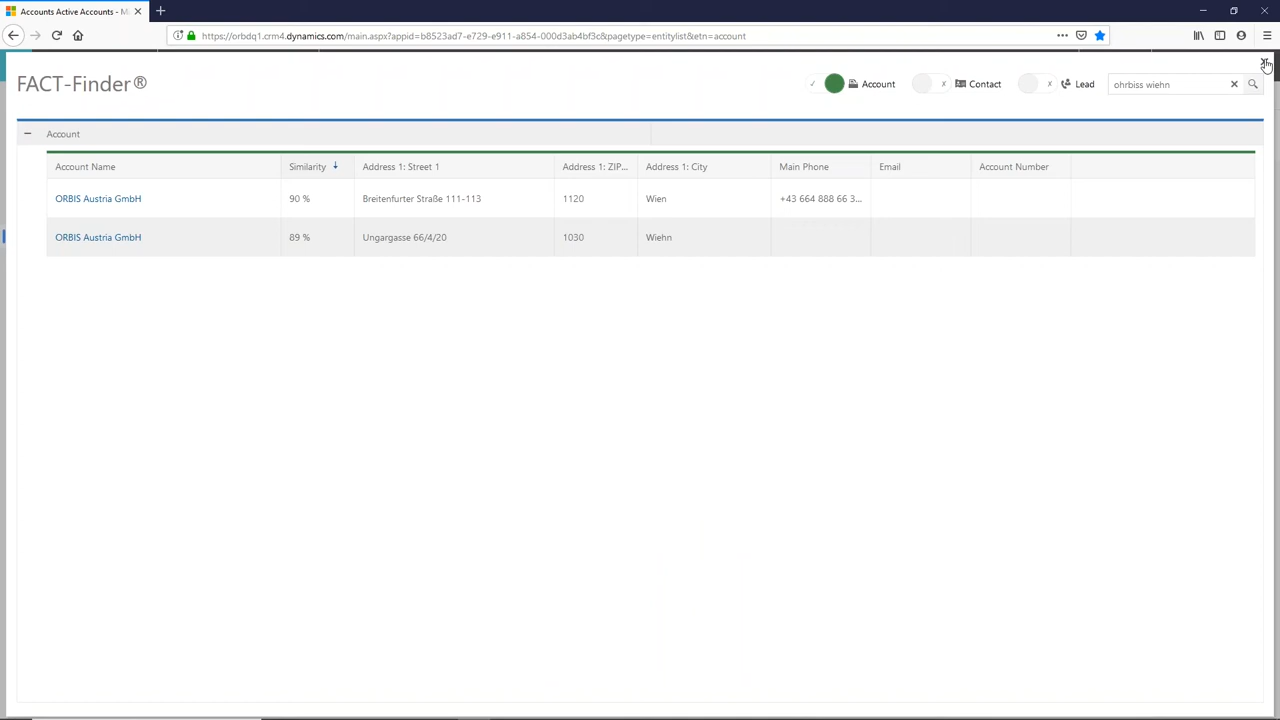 Accounts Active Accounts - M
https://orbdq1.crm4.dynamics.com/main.aspx?appid=b8523ad7-e729-e911-a854-000d3ab4bf3c&pagetype=entitylist&etn=account
FACT-Finder®
Account
Contact
Lead
ohrbiss wiehn
Account
Account Name Similarity Address 1: Street 1 Address 1: ZIP... Address 1: City Main Phone Email Account Number
ORBIS Austria GmbH 90 % Breitenfurter Straße 111-113 1120 Wien +43 664 888 66 3...
ORBIS Austria GmbH 89 % Ungargasse 66/4/20 1030 Wiehn